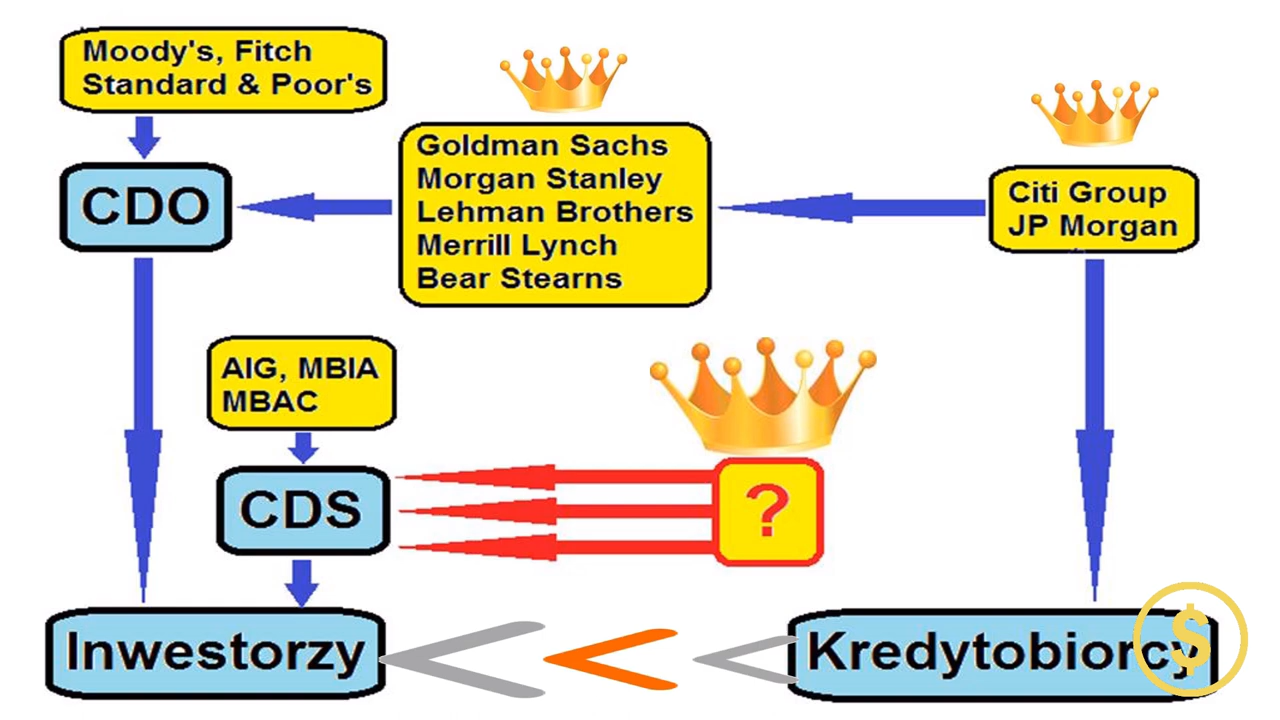 Moody's, Fitch
Standard & Poor's
CDO
Goldman Sachs
Morgan Stanley
Lehman Brothers
Merrill Lynch
Bear Stearns
Citi Group
JP Morgan
AIG, MBIA
MBAC
CDS
?
Inwestorzy
Kredytobiorcy
$